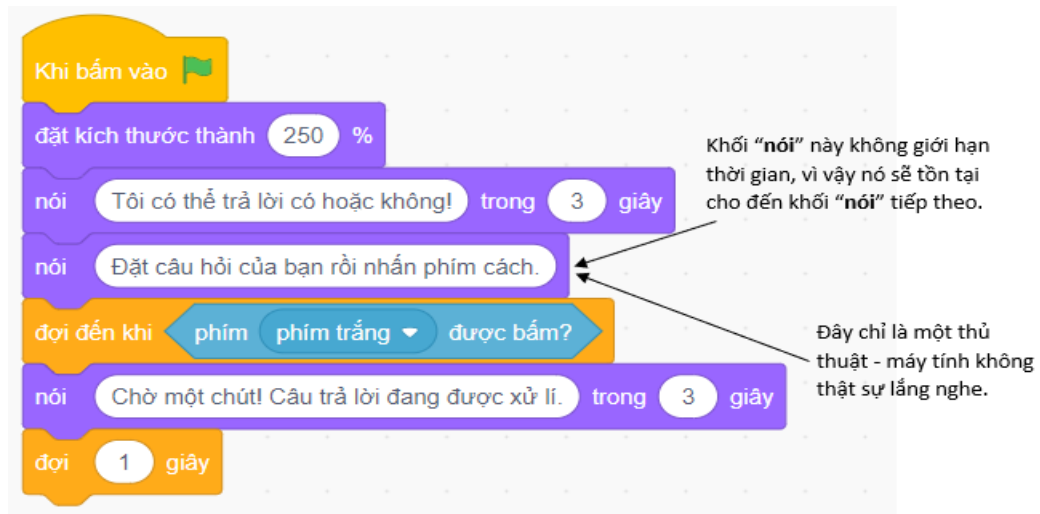 Khi bấm vào
đặt kích thước thành 250 %
nói Tôi có thể trả lời có hoặc không! trong 3 giây
nói Đặt câu hỏi của bạn rồi nhấn phím cách.
đợi đến khi phím phím trắng được bấm?
nói Chờ một chút! Câu trả lời đang được xử lí. trong 3 giây
đợi 1 giây
Khối “nói” này không giới hạn
thời gian, vì vậy nó sẽ tồn tại
cho đến khối “nói” tiếp theo.
Đây chỉ là một thủ
thuật - máy tính không
thật sự lắng nghe.